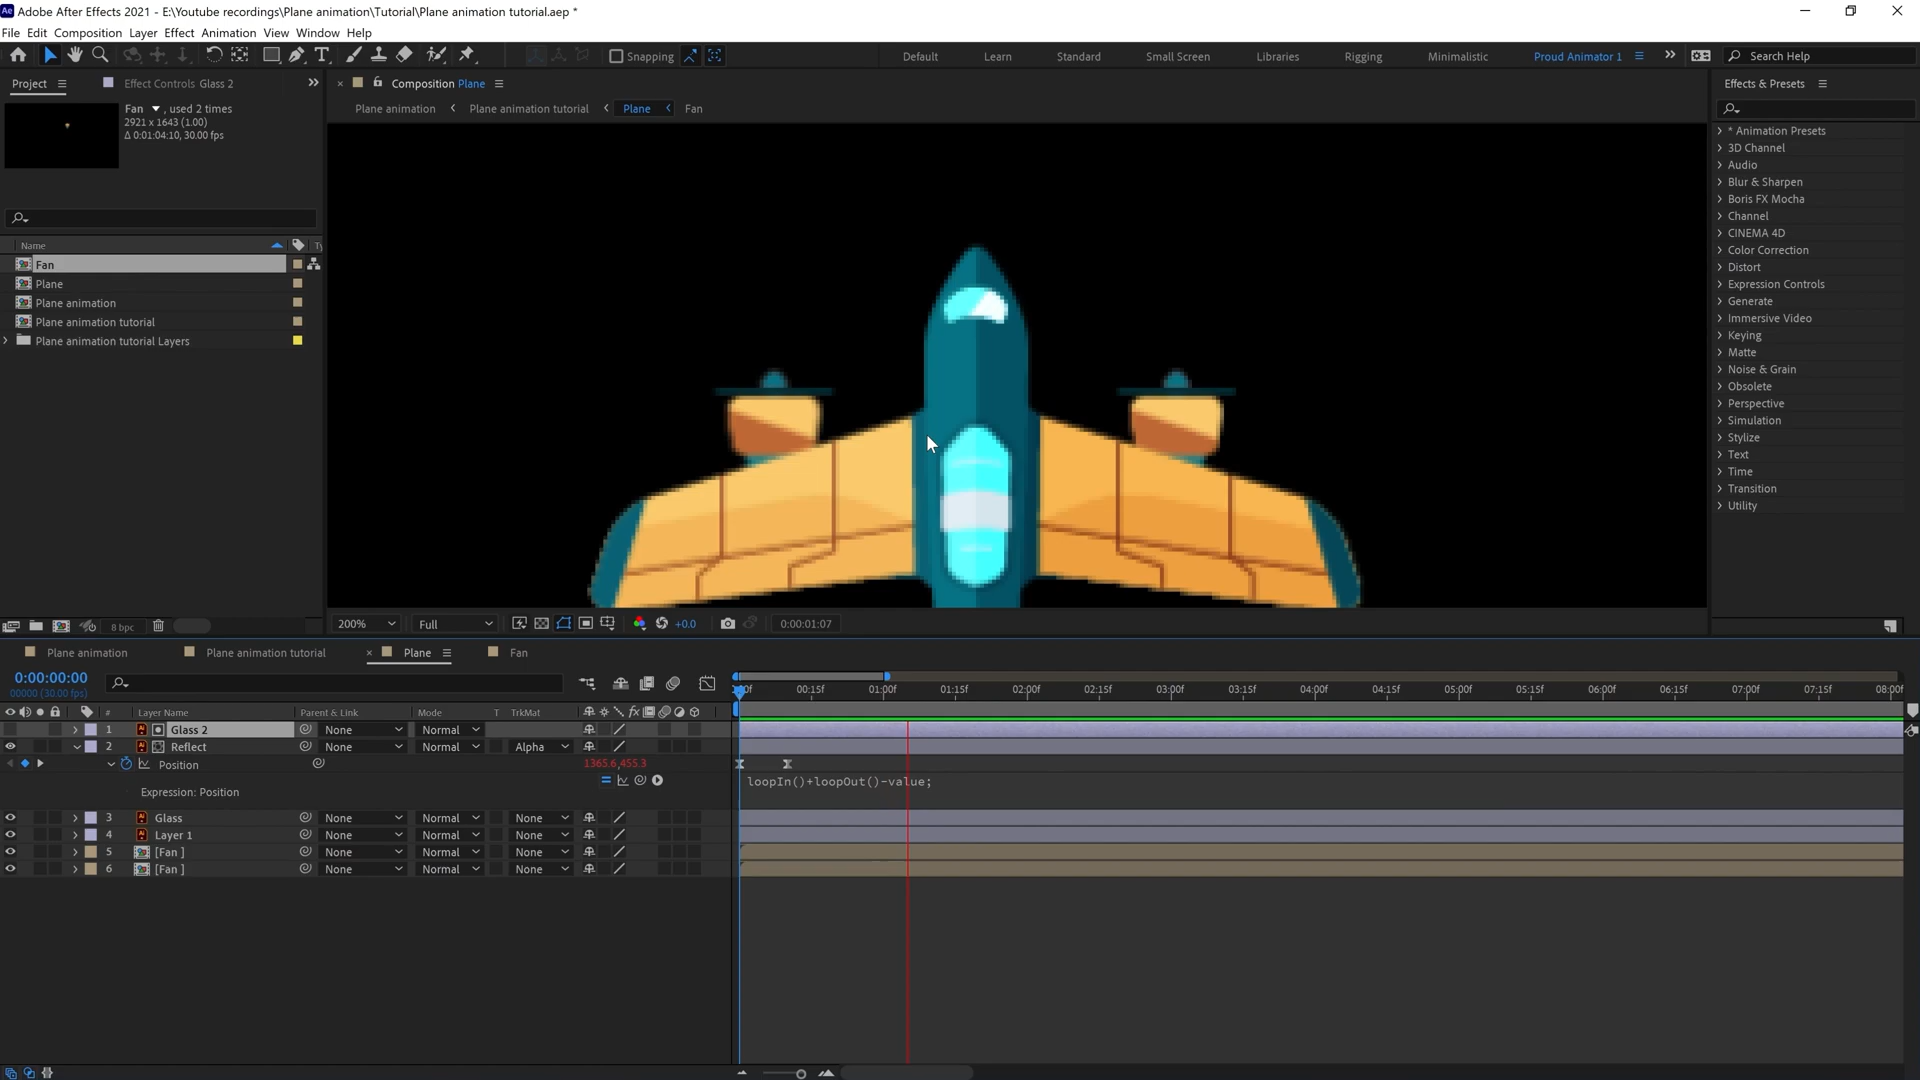 Adobe After Effects 2021 - E:\Youtube recordings\Plane animation\Tutorial\Plane animation tutorial.aep *
File Edit Composition Layer Effect Animation View Window Help
Snapping
Default Learn Standard Small Screen Libraries Rigging Minimalistic Proud Animator 1
Search Help
Project
Effect Controls Glass 2
Composition Plane
Effects & Presets
Fan , used 2 times
2921 x 1643 (1.00)
Δ 0:01:04:10, 30.00 fps
Plane animation Plane animation tutorial Plane Fan
Name
Ty
Fan
Plane
Plane animation
Plane animation tutorial
Plane animation tutorial Layers
8 bpc
* Animation Presets
3D Channel
Audio
Blur & Sharpen
Boris FX Mocha
Channel
CINEMA 4D
Color Correction
Distort
Expression Controls
Generate
Immersive Video
Keying
Matte
Noise & Grain
Obsolete
Perspective
Simulation
Stylize
Text
Time
Transition
Utility
200% Full +0.0 0:00:01:07
Plane animation Plane animation tutorial Plane Fan
0:00:00:00
00000 (30.00 fps)
00:15f 01:00f 01:15f 02:00f 02:15f 03:00f 03:15f 04:00f 04:15f 05:00f 05:15f 06:00f 06:15f 07:00f 07:15f 08:00f
# Layer Name Parent & Link Mode T TrkMat
1 Glass 2 None Normal
2 Reflect None Normal Alpha
Position 1365.6,455.3
loopIn()+loopOut()-value;
Expression: Position
3 Glass None Normal None
4 Layer 1 None Normal None
5 [Fan ] None Normal None
6 [Fan ] None Normal None